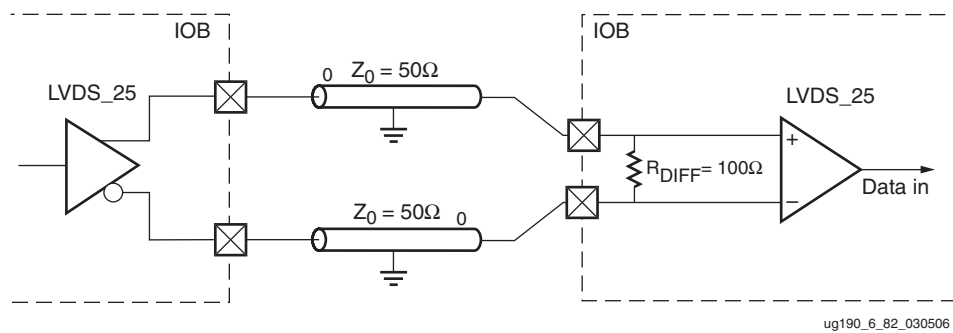 IOB
IOB
0 Z0 = 50Ω
LVDS_25
LVDS_25
+
RDIFF = 100Ω
Data in
–
Z0 = 50Ω 0
ug190_6_82_030506